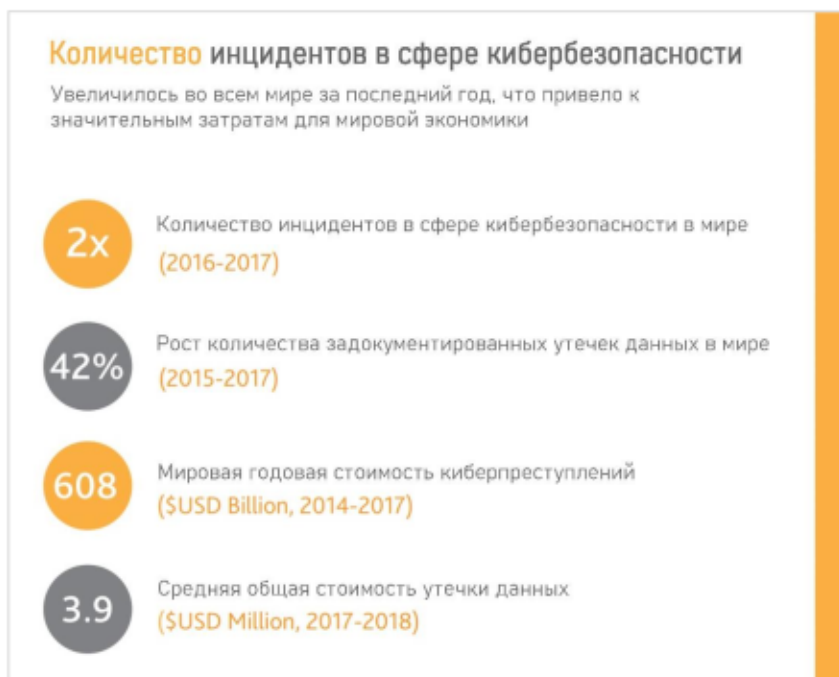 Количество инцидентов в сфере кибербезопасности
Увеличилось во всем мире за последний год, что привело к
значительным затратам для мировой экономики
2x
Количество инцидентов в сфере кибербезопасности в мире
(2016-2017)
42%
Рост количества задокументированных утечек данных в мире
(2015-2017)
608
Мировая годовая стоимость киберпреступлений
($USD Billion, 2014-2017)
3.9
Средняя общая стоимость утечки данных
($USD Million, 2017-2018)